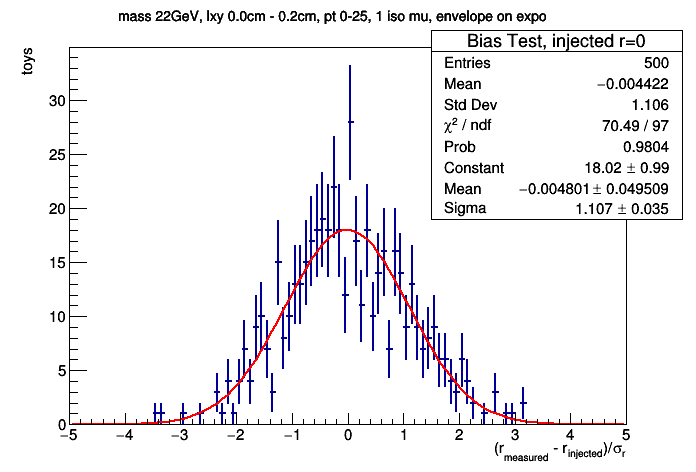 mass 22GeV, lxy 0.0cm - 0.2cm, pt 0-25, 1 iso mu, envelope on expo
Bias Test, injected r=0
Entries 500
Mean −0.004422
Std Dev 1.106
χ² / ndf 70.49 / 97
Prob 0.9804
Constant 18.02 ± 0.99
Mean −0.004801 ± 0.049509
Sigma 1.107 ± 0.035
toys
30
25
20
15
10
5
0
−5 −4 −3 −2 −1 0 1 2 3 4 5
(r_measured - r_injected)/σ_r